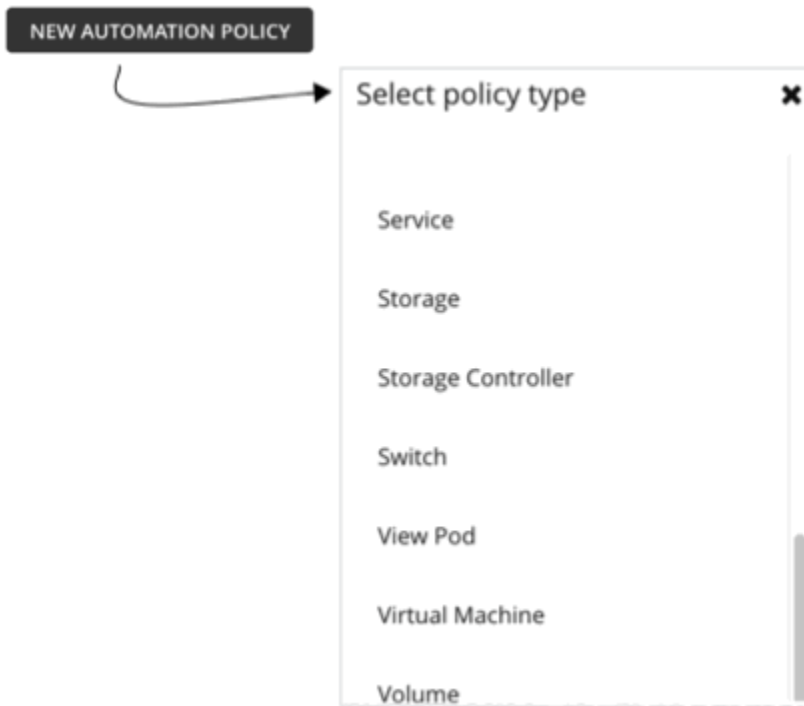 NEW AUTOMATION POLICY
Select policy type
Service
Storage
Storage Controller
Switch
View Pod
Virtual Machine
Volume